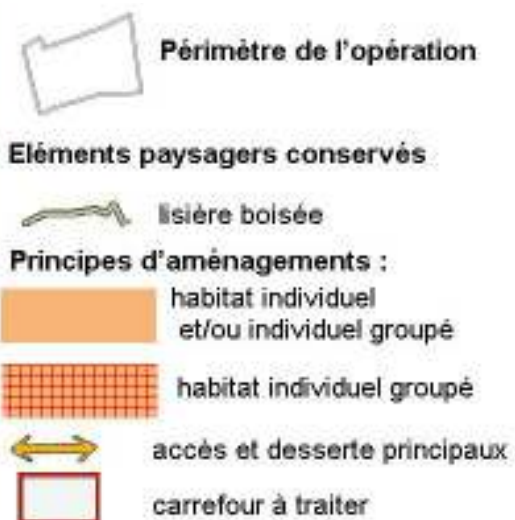 Périmètre de l'opération
Eléments paysagers conservés
lisière boisée
Principes d'aménagements :
habitat individuel
et/ou individuel groupé
habitat individuel groupé
accès et desserte principaux
carrefour à traiter